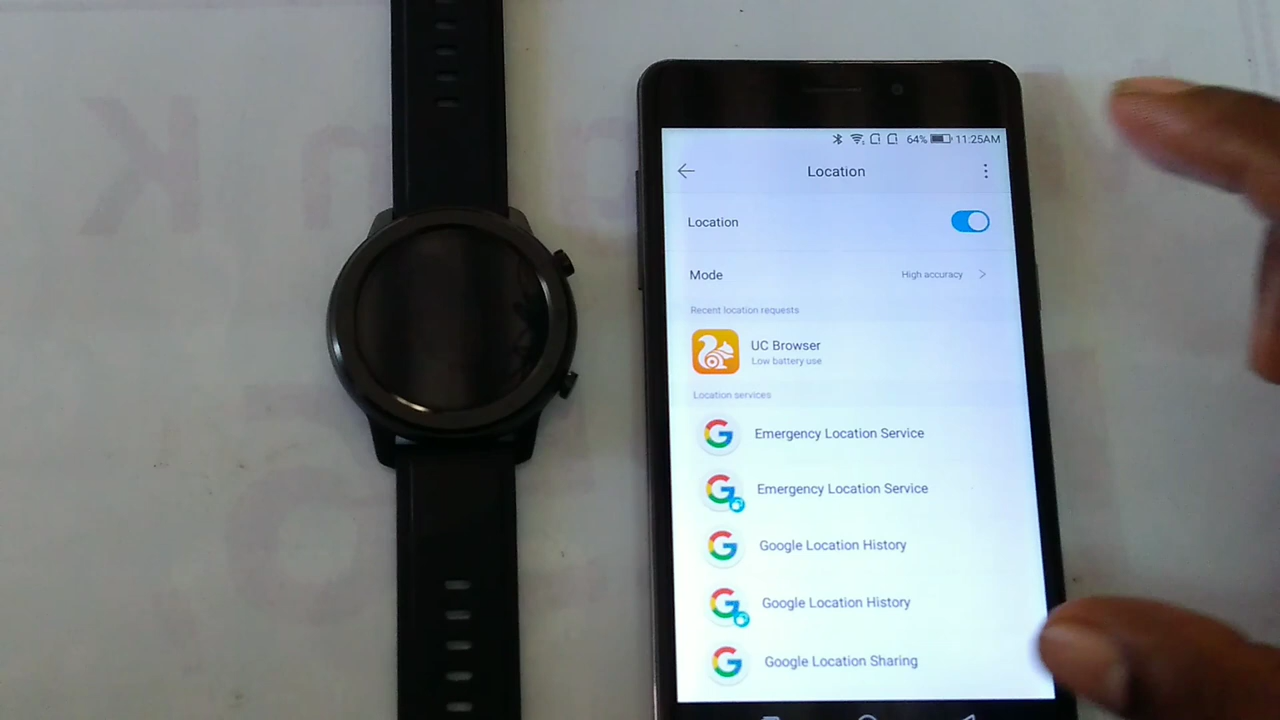 64% 11:25AM
Location
Location
Mode High accuracy
Recent location requests
UC Browser
Low battery use
Location services
Emergency Location Service
Emergency Location Service
Google Location History
Google Location History
Google Location Sharing